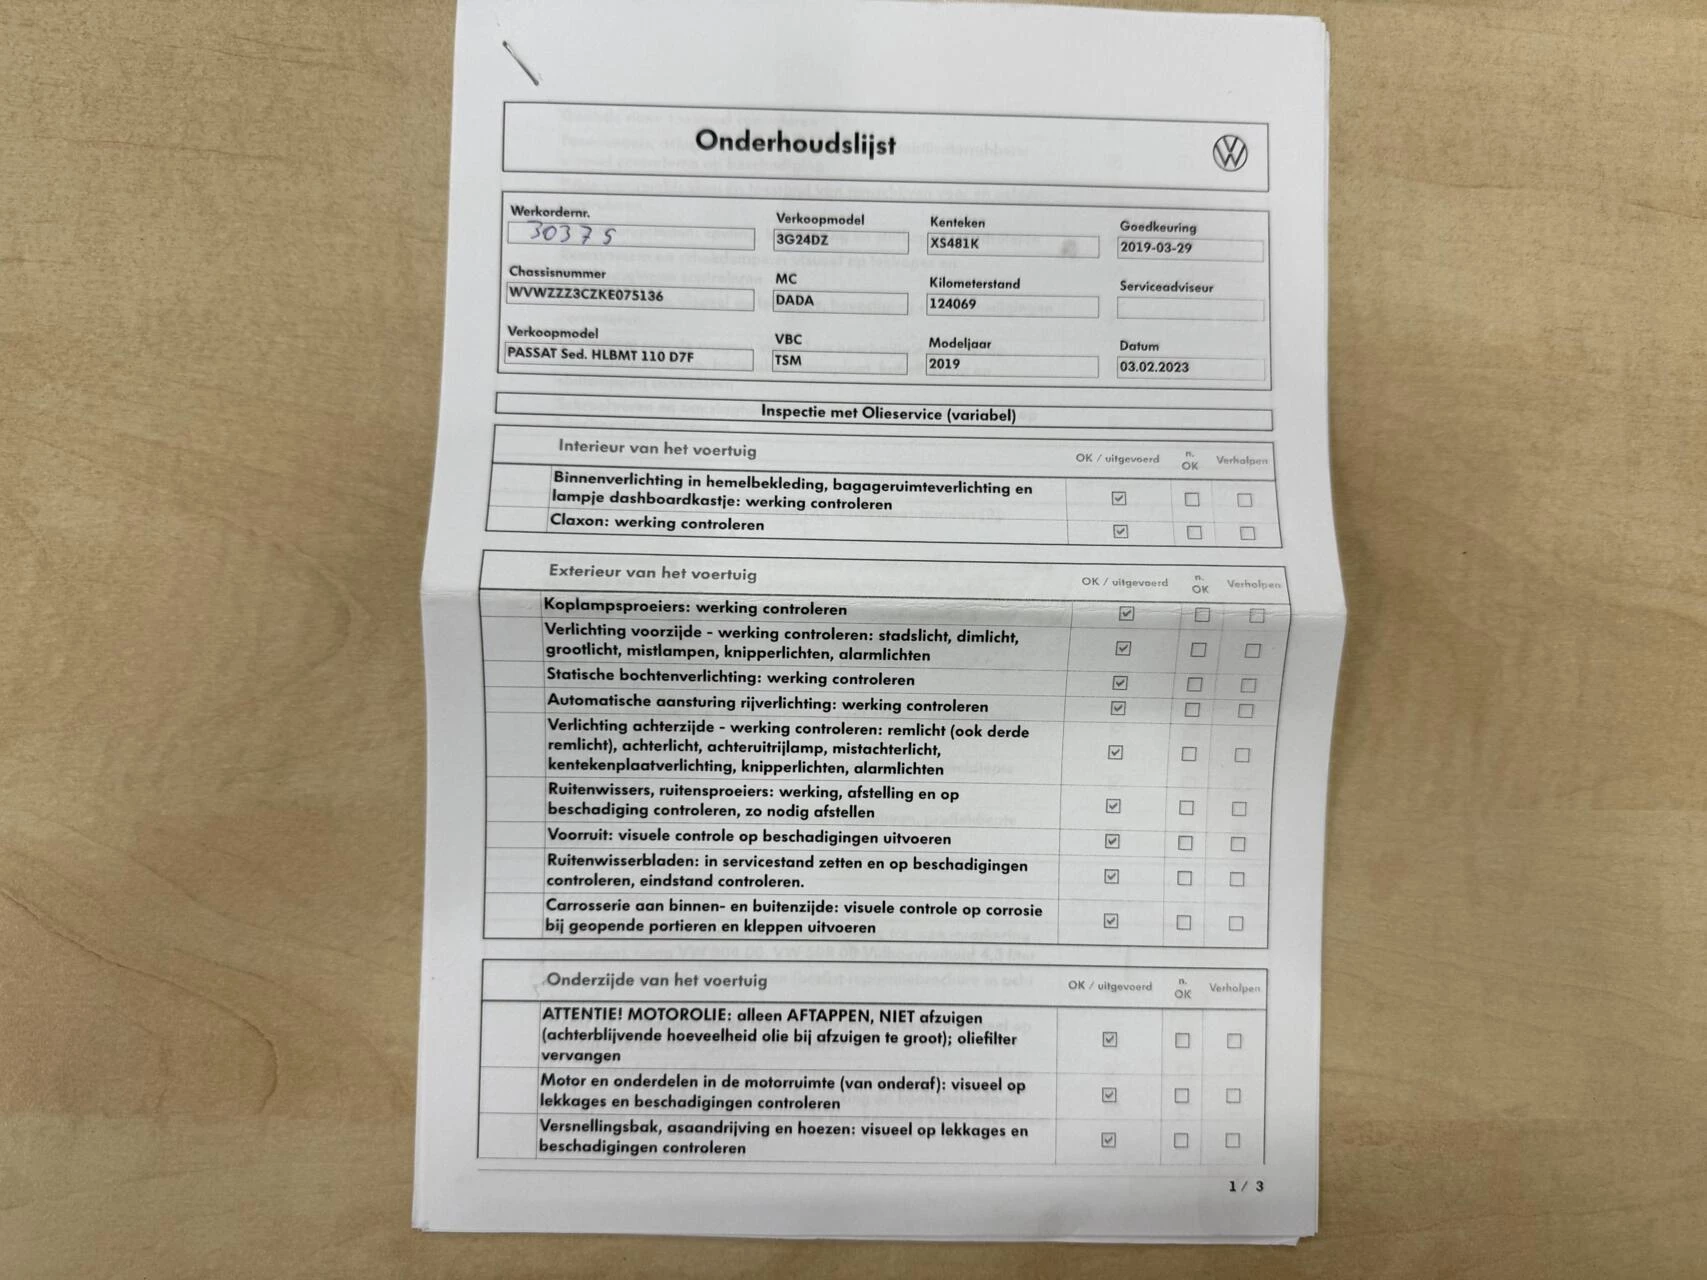 Onderhoudslijst
Werkordernr.
30375
Verkoopmodel
3G24DZ
Kenteken
XS481K
Goedkeuring
2019-03-29
Chassisnummer
WVWZZZ3CZKE075136
MC
DADA
Kilometerstand
124069
Serviceadviseur
Verkoopmodel
PASSAT Sed. HLBMT 110 D7F
VBC
TSM
Modeljaar
2019
Datum
03.02.2023
Inspectie met Olieservice (variabel)
Interieur van het voertuig
OK / uitgevoerd
n.
OK
Verholpen
Binnenverlichting in hemelbekleding, bagageruimteverlichting en
lampje dashboardkastje: werking controleren
Claxon: werking controleren
Exterieur van het voertuig
OK / uitgevoerd
n.
OK
Verholpen
Koplampsproeiers: werking controleren
Verlichting voorzijde - werking controleren: stadslicht, dimlicht,
grootlicht, mistlampen, knipperlichten, alarmlichten
Statische bochtenverlichting: werking controleren
Automatische aansturing rijverlichting: werking controleren
Verlichting achterzijde - werking controleren: remlicht (ook derde
remlicht), achterlicht, achteruitrijlamp, mistachterlicht,
kentekenplaatverlichting, knipperlichten, alarmlichten
Ruitenwissers, ruitensproeiers: werking, afstelling en op
beschadiging controleren, zo nodig afstellen
Voorruit: visuele controle op beschadigingen uitvoeren
Ruitenwisserbladen: in servicestand zetten en op beschadigingen
controleren, eindstand controleren.
Carrosserie aan binnen- en buitenzijde: visuele controle op corrosie
bij geopende portieren en kleppen uitvoeren
Onderzijde van het voertuig
OK / uitgevoerd
n.
OK
Verholpen
ATTENTIE! MOTOROLIE: alleen AFTAPPEN, NIET afzuigen
(achterblijvende hoeveelheid olie bij afzuigen te groot); oliefilter
vervangen
Motor en onderdelen in de motorruimte (van onderaf): visueel op
lekkages en beschadigingen controleren
Versnellingsbak, asaandrijving en hoezen: visueel op lekkages en
beschadigingen controleren
1 / 3